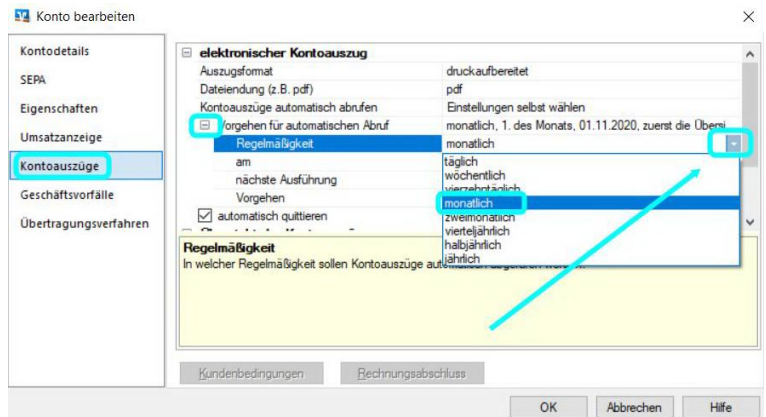 Konto bearbeiten
Kontodetails
SEPA
Eigenschaften
Umsatzanzeige
Kontoauszüge
Geschäftsvorfälle
Übertragungsverfahren
elektronischer Kontoauszug
Auszugsformat druckaufbereitet
Dateiendung (z.B. pdf) pdf
Kontoauszüge automatisch abrufen Einstellungen selbst wählen
Vorgehen für automatischen Abruf monatlich, 1. des Monats, 01.11.2020, zuerst die Übersi
Regelmäßigkeit monatlich
am
nächste Ausführung
Vorgehen
automatisch quittieren
täglich
wöchentlich
vierzehntäglich
monatlich
zweimonatlich
vierteljährlich
halbjährlich
jährlich
Regelmäßigkeit
In welcher Regelmäßigkeit sollen Kontoauszüge
Kundenbedingungen Rechnungsabschluss
OK Abbrechen Hilfe